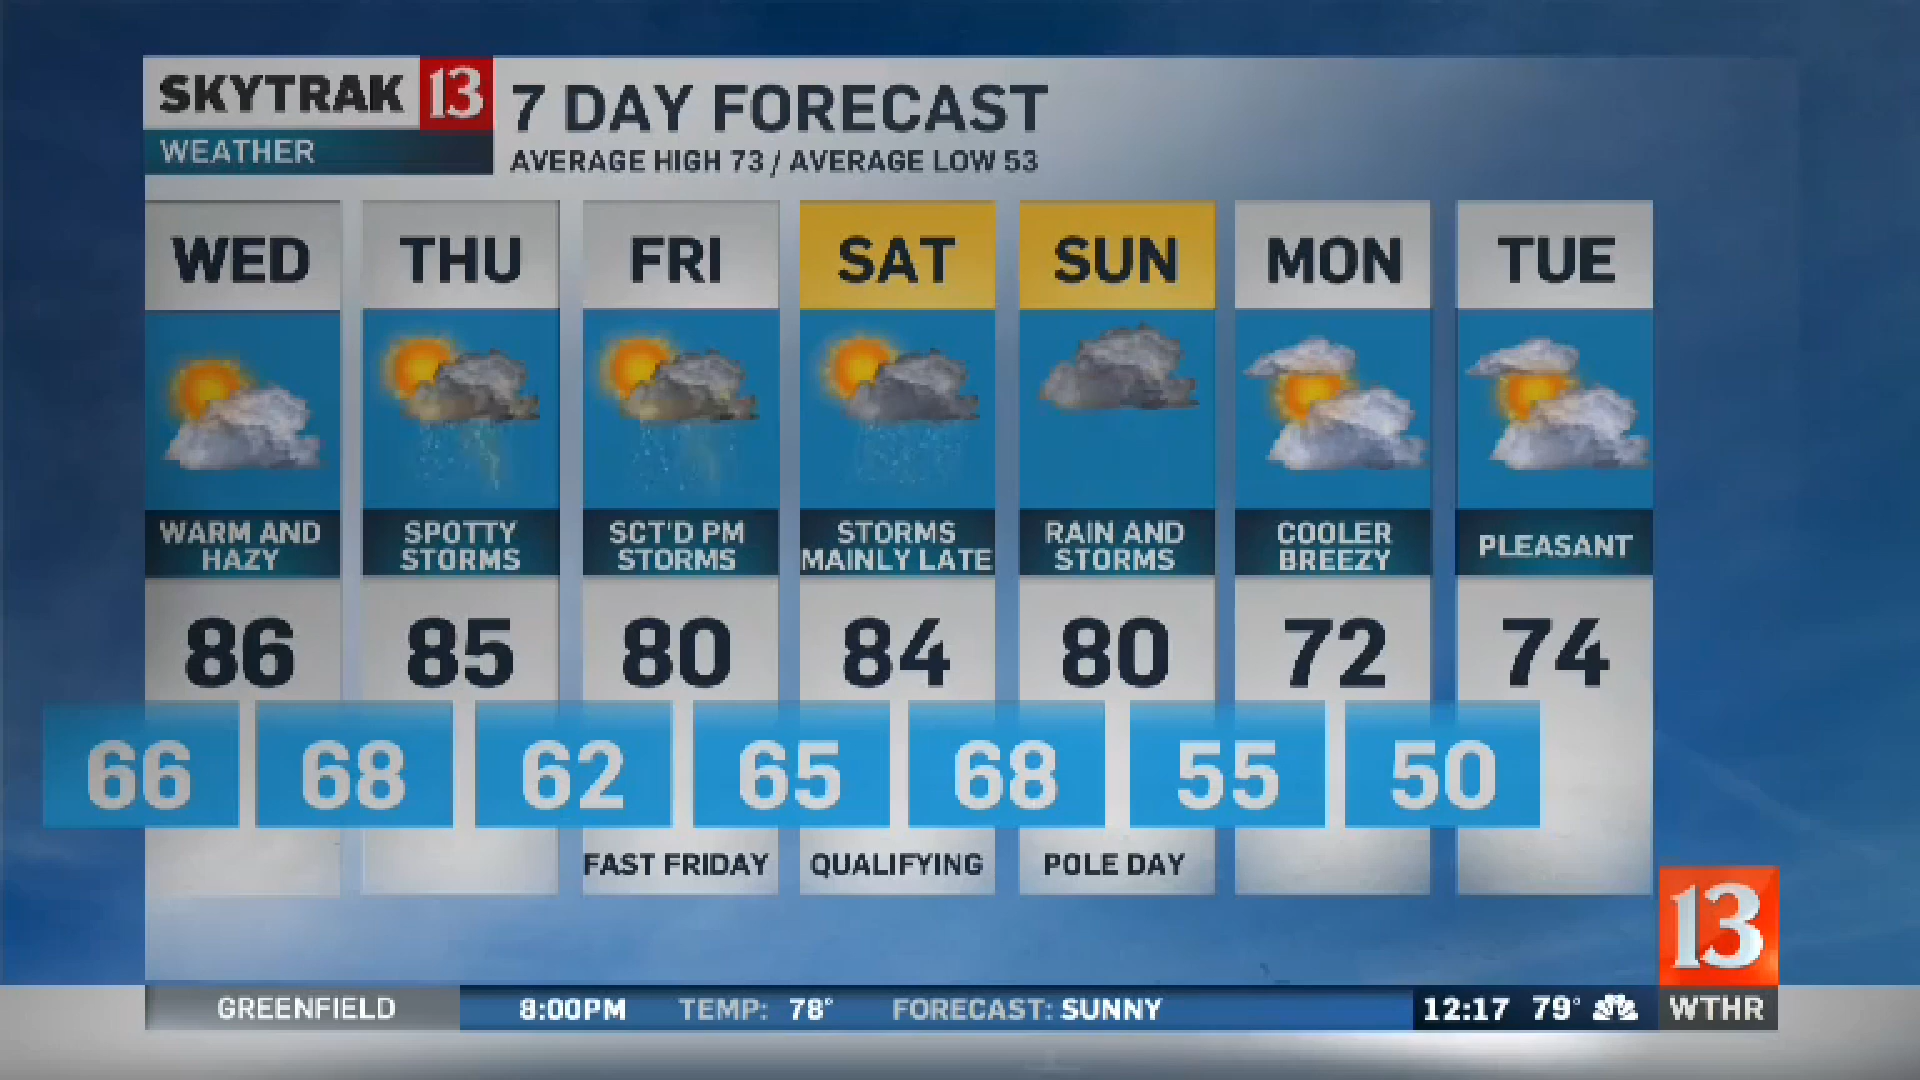 SKYTRAK 13
WEATHER
7 DAY FORECAST
AVERAGE HIGH 73 / AVERAGE LOW 53
WED THU FRI SAT SUN MON TUE
WARM AND HAZY
SPOTTY STORMS
SCT'D PM STORMS
STORMS MAINLY LATE
RAIN AND STORMS
COOLER BREEZY
PLEASANT
86 85 80 84 80 72 74
66 68 62 65 68 55 50
FAST FRIDAY QUALIFYING POLE DAY
13
GREENFIELD 8:00PM TEMP: 78° FORECAST: SUNNY 12:17 79° WTHR